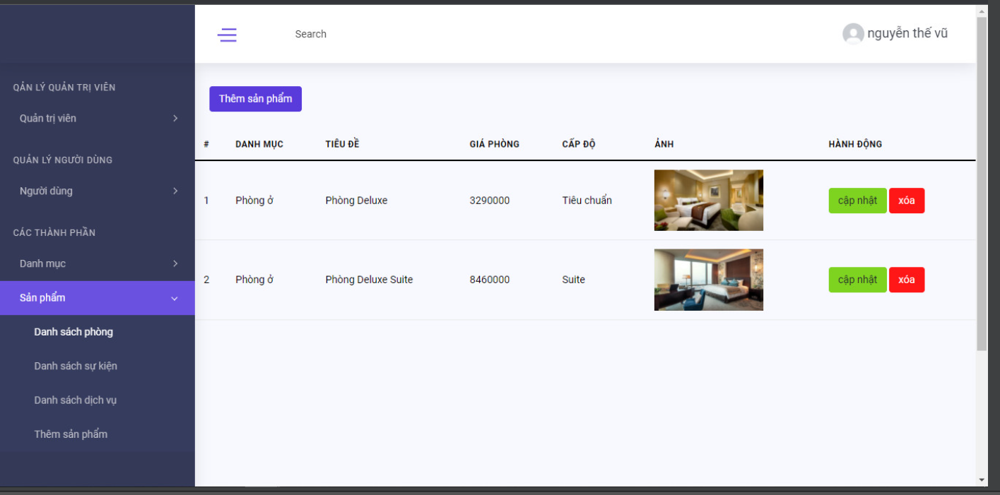 Search
nguyễn thế vũ
QẢN LÝ QUẢN TRỊ VIÊN
Quản trị viên
QUẢN LÝ NGƯỜI DÙNG
Người dùng
CÁC THÀNH PHẦN
Danh mục
Sản phẩm
Danh sách phòng
Danh sách sự kiện
Danh sách dịch vụ
Thêm sản phẩm
Thêm sản phẩm
# DANH MỤC TIÊU ĐỀ GIÁ PHÒNG CẤP ĐỘ ẢNH HÀNH ĐỘNG
1 Phòng ở Phòng Deluxe 3290000 Tiêu chuẩn cập nhật xóa
2 Phòng ở Phòng Deluxe Suite 8460000 Suite cập nhật xóa